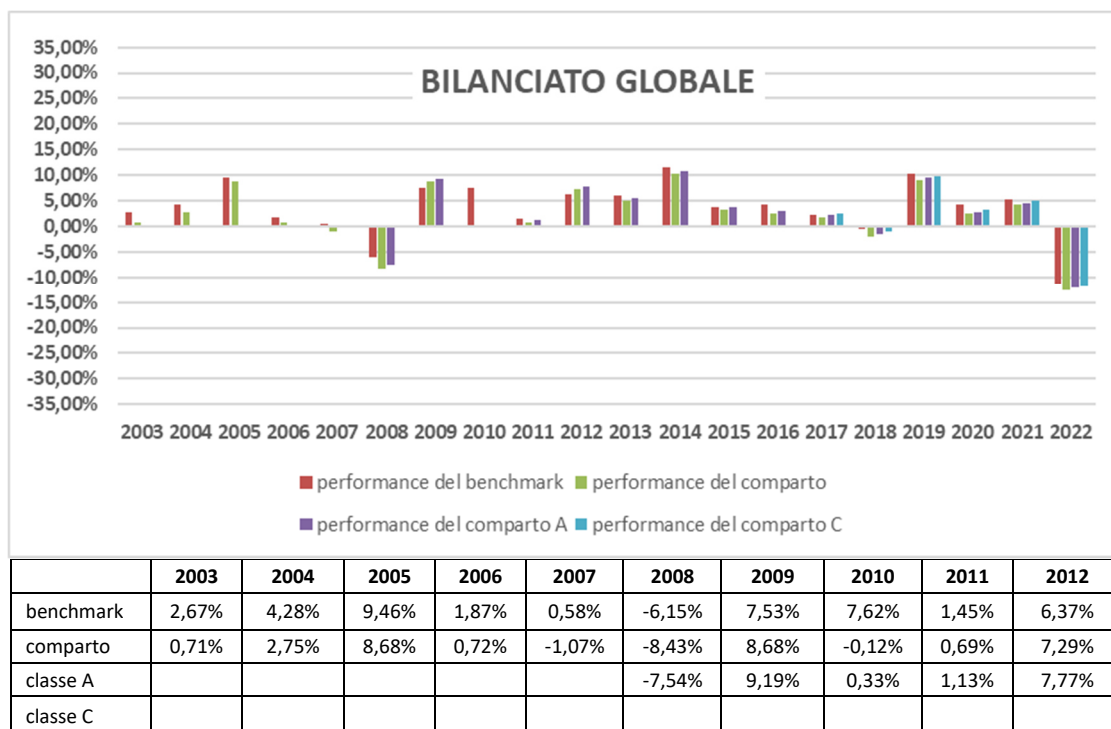 BILANCIATO GLOBALE
35,00%
30,00%
25,00%
20,00%
15,00%
10,00%
5,00%
0,00%
-5,00%
-10,00%
-15,00%
-20,00%
-25,00%
-30,00%
-35,00%
2003 2004 2005 2006 2007 2008 2009 2010 2011 2012 2013 2014 2015 2016 2017 2018 2019 2020 2021 2022
performance del benchmark performance del comparto
performance del comparto A performance del comparto C
2003 2004 2005 2006 2007 2008 2009 2010 2011 2012
benchmark 2,67% 4,28% 9,46% 1,87% 0,58% -6,15% 7,53% 7,62% 1,45% 6,37%
comparto 0,71% 2,75% 8,68% 0,72% -1,07% -8,43% 8,68% -0,12% 0,69% 7,29%
classe A -7,54% 9,19% 0,33% 1,13% 7,77%
classe C